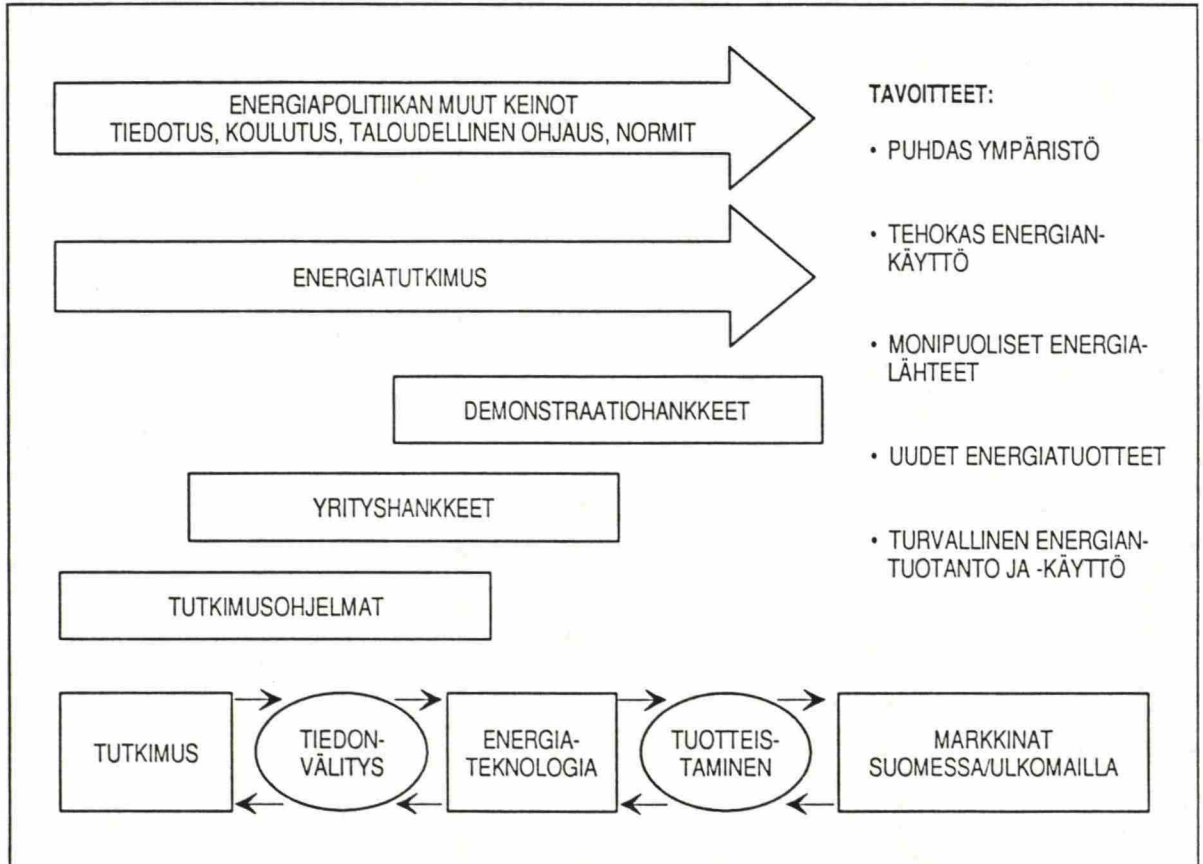 ENERGIAPOLITIIKAN MUUT KEINOT
TIEDOTUS, KOULUTUS, TALOUDELLINEN OHJAUS, NORMIT
ENERGIATUTKIMUS
DEMONSTRAATIOHANKKEET
YRITYSHANKKEET
TUTKIMUSOHJELMAT
TAVOITTEET:
• PUHDAS YMPÄRISTÖ
• TEHOKAS ENERGIAN-
KÄYTTÖ
• MONIPUOLISET ENERGIA-
LÄHTEET
• UUDET ENERGIATUOTTEET
• TURVALLINEN ENERGIAN-
TUOTANTO JA -KÄYTTÖ
TUTKIMUS
TIEDON-
VÄLITYS
ENERGIA-
TEKNOLOGIA
TUOTTEIS-
TAMINEN
MARKKINAT
SUOMESSA/ULKOMAILLA